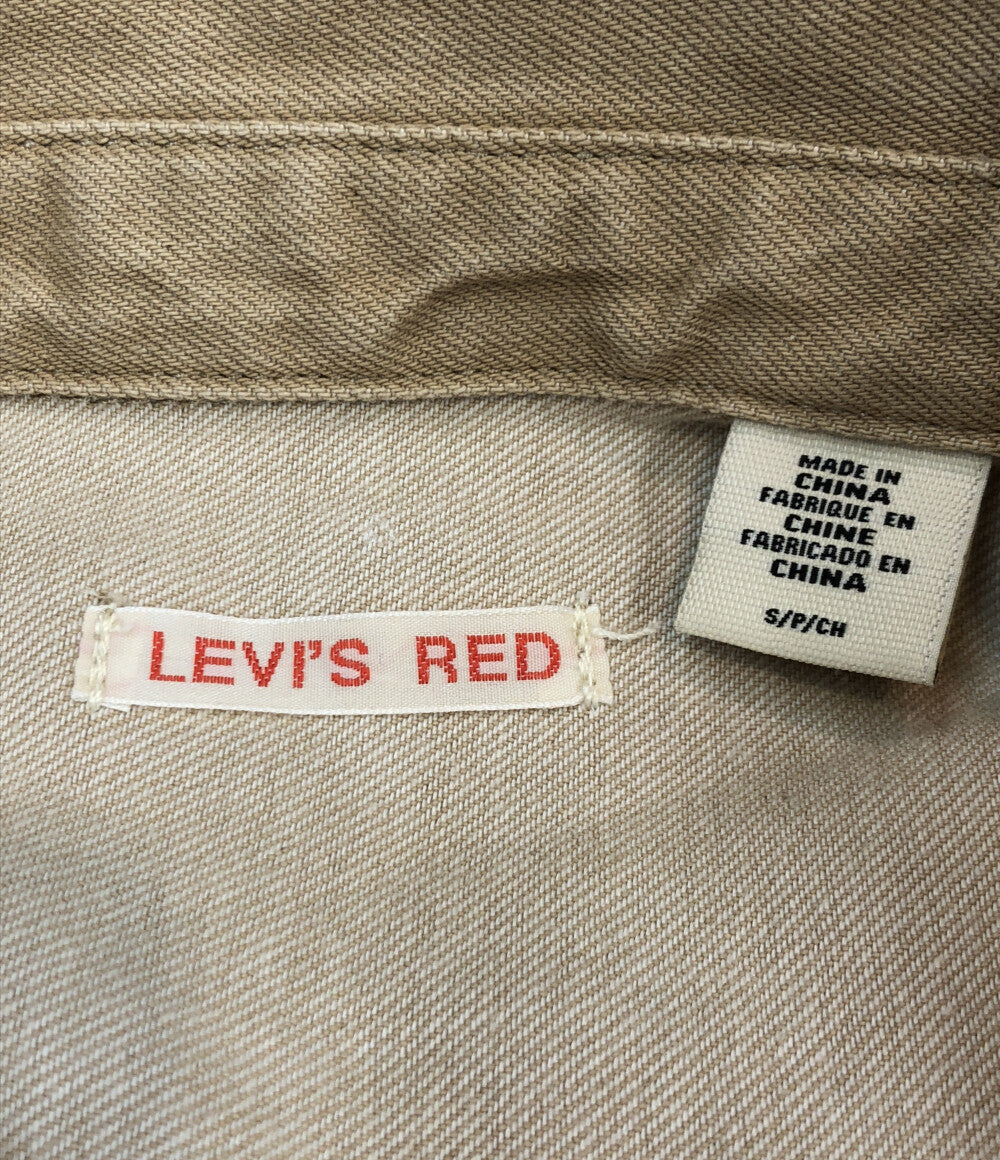 MADE IN
CHINA
FABRIQUE EN
CHINE
FABRICADO EN
CHINA
S/P/CH
LEVI'S RED